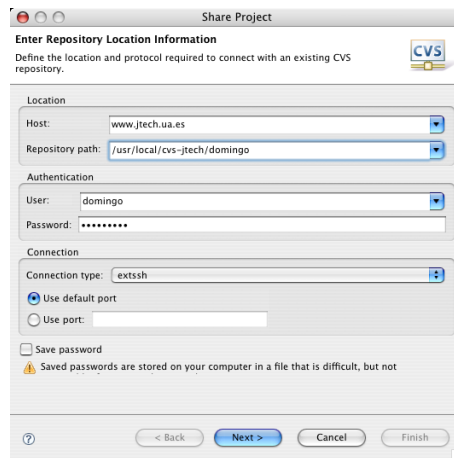 Share Project
Enter Repository Location Information
Define the location and protocol required to connect with an existing CVS
repository.
CVS
Location
Host: www.jtech.ua.es
Repository path: /usr/local/cvs-jtech/domingo
Authentication
User: domingo
Password: •••••••••
Connection
Connection type: extssh
Use default port
Use port:
Save password
Saved passwords are stored on your computer in a file that is difficult, but not
? < Back Next > Cancel Finish